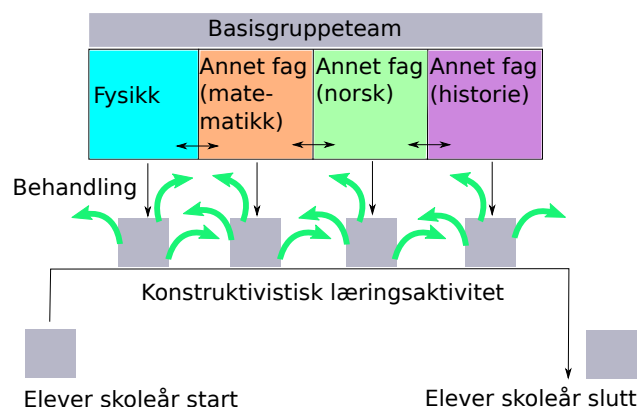 Basisgruppeteam
Fysikk
Annet fag
(mate-
matikk)
Annet fag
(norsk)
Annet fag
(historie)
Behandling
Konstruktivistisk læringsaktivitet
Elever skoleår start
Elever skoleår slutt